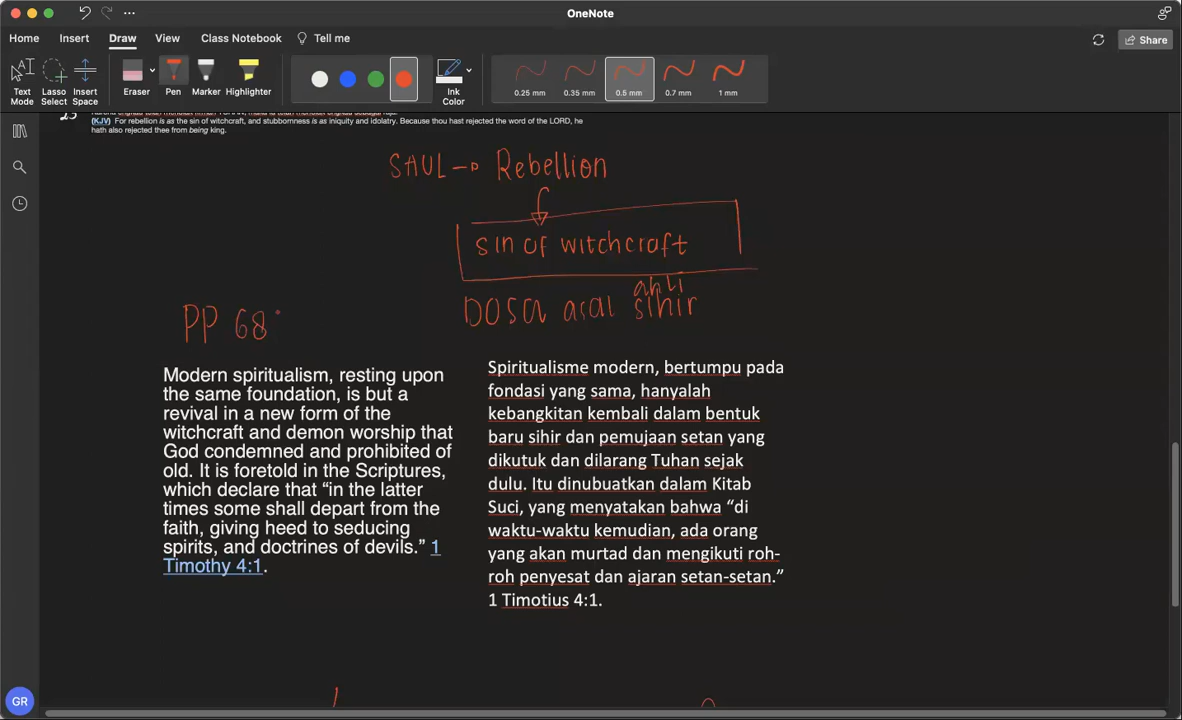 OneNote
Home Insert Draw View Class Notebook Tell me
Share
Text Mode
Lasso Select
Insert Space
Eraser
Pen
Marker
Highlighter
Ink Color
0.25 mm 0.35 mm 0.5 mm 0.7 mm 1 mm
(KJV) For rebellion is as the sin of witchcraft, and stubbornness is as iniquity and idolatry. Because thou hast rejected the word of the LORD, he
hath also rejected thee from being king.
SAUL → Rebellion
sin of witchcraft
ahli
DOSA asal sihir
PP 68
Modern spiritualism, resting upon
the same foundation, is but a
revival in a new form of the
witchcraft and demon worship that
God condemned and prohibited of
old. It is foretold in the Scriptures,
which declare that “in the latter
times some shall depart from the
faith, giving heed to seducing
spirits, and doctrines of devils.” 1
Timothy 4:1.
Spiritualisme modern, bertumpu pada
fondasi yang sama, hanyalah
kebangkitan kembali dalam bentuk
baru sihir dan pemujaan setan yang
dikutuk dan dilarang Tuhan sejak
dulu. Itu dinubuatkan dalam Kitab
Suci, yang menyatakan bahwa “di
waktu-waktu kemudian, ada orang
yang akan murtad dan mengikuti roh-
roh penyesat dan ajaran setan-setan.”
1 Timotius 4:1.
GR